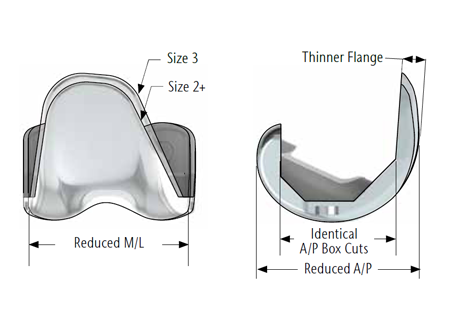 Size 3
Size 2+
Reduced M/L
Thinner Flange
Identical
A/P Box Cuts
Reduced A/P